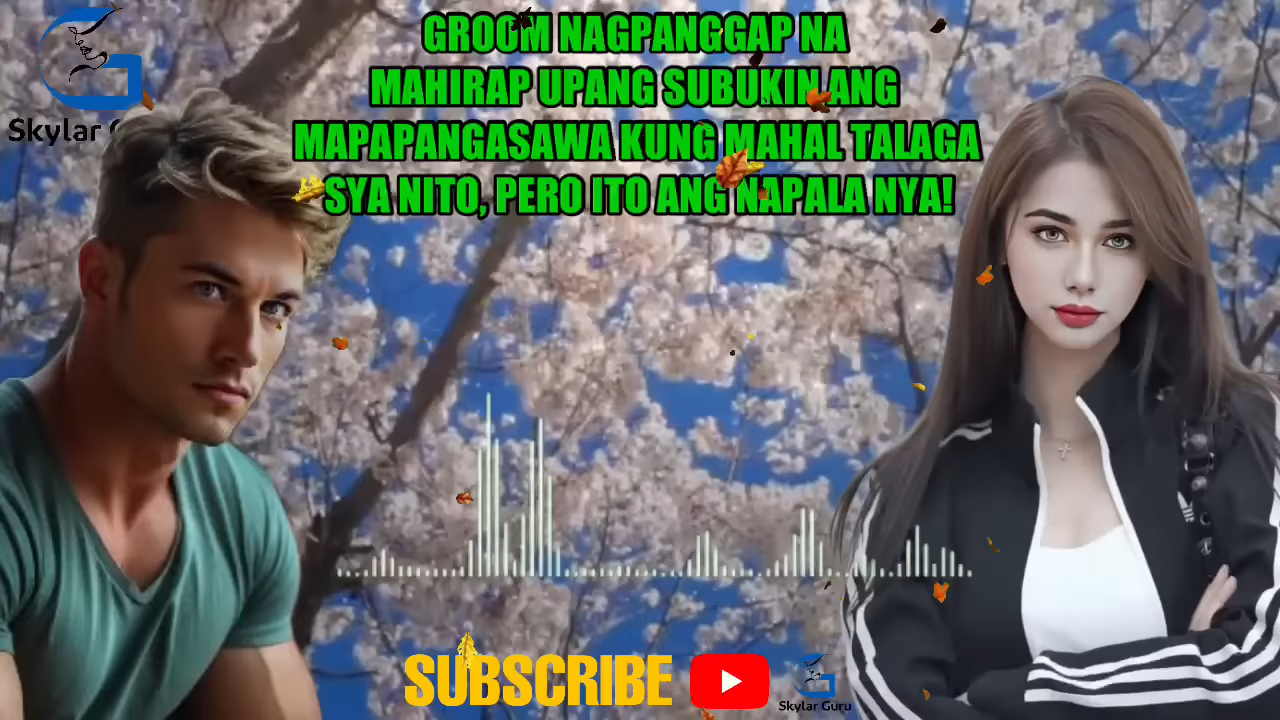 GROOM NAGPANGGAP NA
MAHIRAP UPANG SUBUKIN ANG
MAPAPANGASAWA KUNG MAHAL TALAGA
SYA NITO, PERO ITO ANG NAPALA NYA!
Skylar G
SUBSCRIBE
Skylar Guru